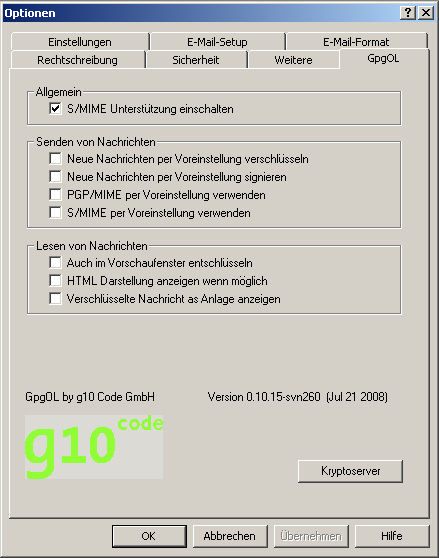 Optionen
Einstellungen E-Mail-Setup E-Mail-Format
Rechtschreibung Sicherheit Weitere GpgOL
Allgemein
S/MIME Unterstützung einschalten
Senden von Nachrichten
Neue Nachrichten per Voreinstellung verschlüsseln
Neue Nachrichten per Voreinstellung signieren
PGP/MIME per Voreinstellung verwenden
S/MIME per Voreinstellung verwenden
Lesen von Nachrichten
Auch im Vorschaufenster entschlüsseln
HTML Darstellung anzeigen wenn möglich
Verschlüsselte Nachricht as Anlage anzeigen
GpgOL by g10 Code GmbH Version 0.10.15-svn260 (Jul 21 2008)
g10 code
Kryptoserver
OK Abbrechen Übernehmen Hilfe